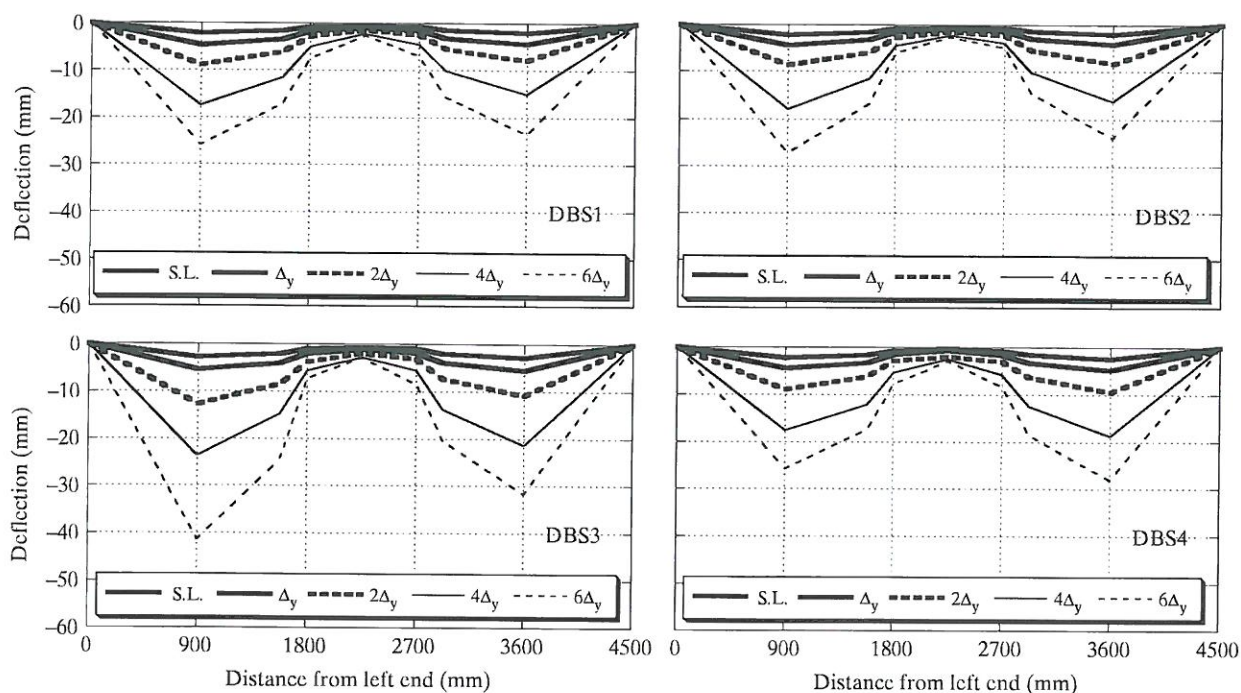 0
−10
−20
−30
−40
−50
−60
Deflection (mm)
DBS1
S.L. Δy 2Δy 4Δy 6Δy
DBS2
S.L. Δy 2Δy 4Δy 6Δy
0
−10
−20
−30
−40
−50
−60
Deflection (mm)
DBS3
S.L. Δy 2Δy 4Δy 6Δy
0 900 1800 2700 3600 4500
Distance from left end (mm)
DBS4
S.L. Δy 2Δy 4Δy 6Δy
0 900 1800 2700 3600 4500
Distance from left end (mm)